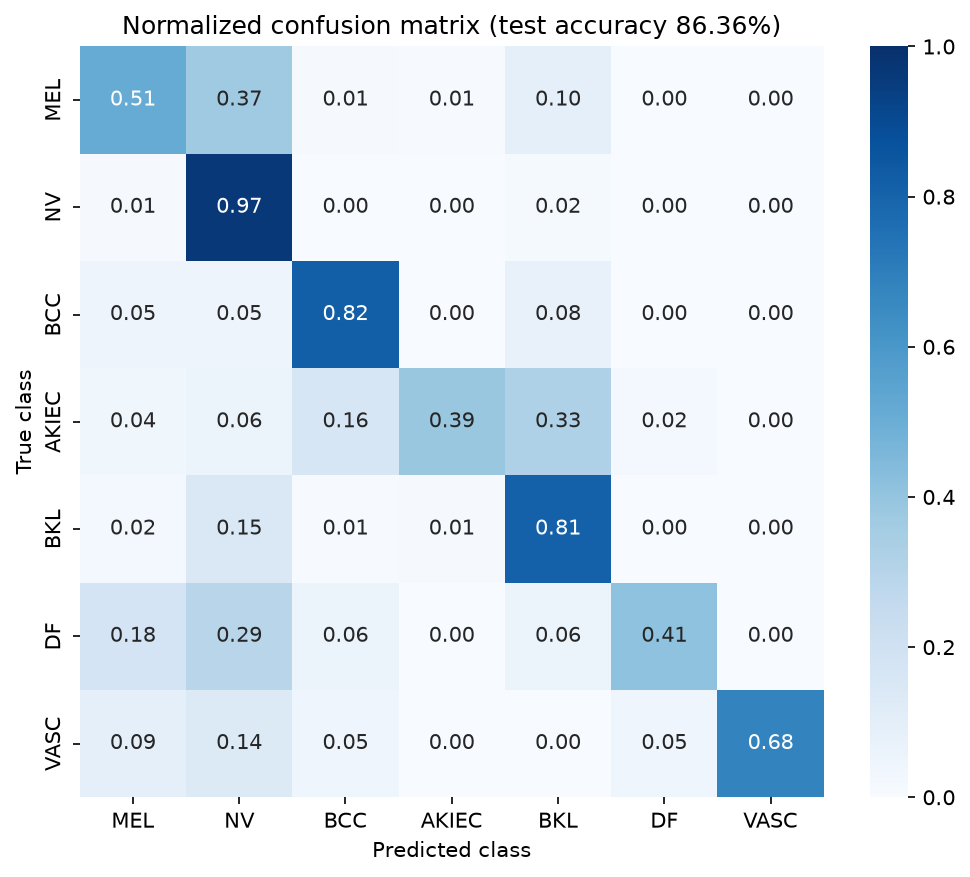 Normalized confusion matrix (test accuracy 86.36%)
True class
MEL 0.51 0.37 0.01 0.01 0.10 0.00 0.00
NV 0.01 0.97 0.00 0.00 0.02 0.00 0.00
BCC 0.05 0.05 0.82 0.00 0.08 0.00 0.00
AKIEC 0.04 0.06 0.16 0.39 0.33 0.02 0.00
BKL 0.02 0.15 0.01 0.01 0.81 0.00 0.00
DF 0.18 0.29 0.06 0.00 0.06 0.41 0.00
VASC 0.09 0.14 0.05 0.00 0.00 0.05 0.68
MEL NV BCC AKIEC BKL DF VASC
Predicted class
1.0
0.8
0.6
0.4
0.2
0.0